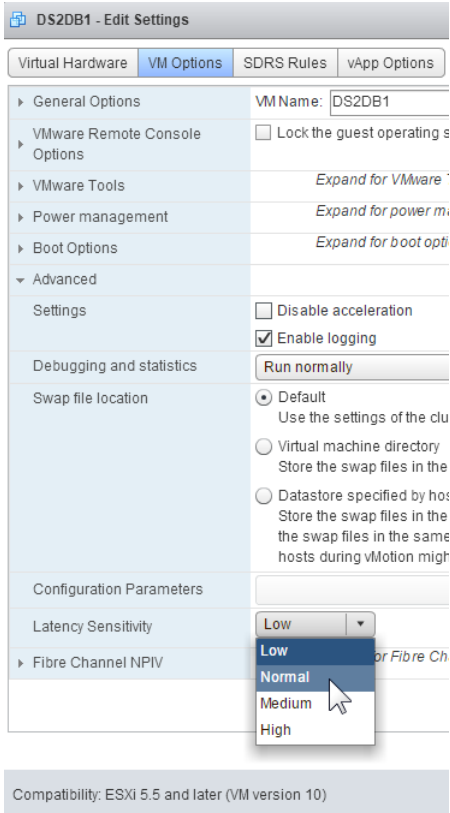 DS2DB1 - Edit Settings
Virtual Hardware VM Options SDRS Rules vApp Options
General Options VM Name: DS2DB1
VMware Remote Console Options Lock the guest operating s
VMware Tools Expand for VMware T
Power management Expand for power ma
Boot Options Expand for boot opti
Advanced
Settings Disable acceleration
Enable logging
Debugging and statistics Run normally
Swap file location Default
Use the settings of the clu
Virtual machine directory
Store the swap files in the
Datastore specified by hos
Store the swap files in the
the swap files in the same
hosts during vMotion migh
Configuration Parameters
Latency Sensitivity Low
Low
Fibre Channel NPIV or Fibre Ch
Normal
Medium
High
Compatibility: ESXi 5.5 and later (VM version 10)